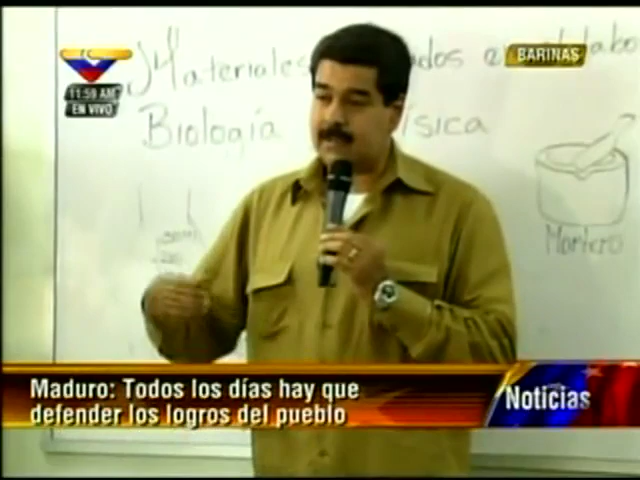 BARINAS
11:59 AM
EN VIVO
Materiales
Biología
ísica
Mortero
Maduro: Todos los días hay que
defender los logros del pueblo
Noticias